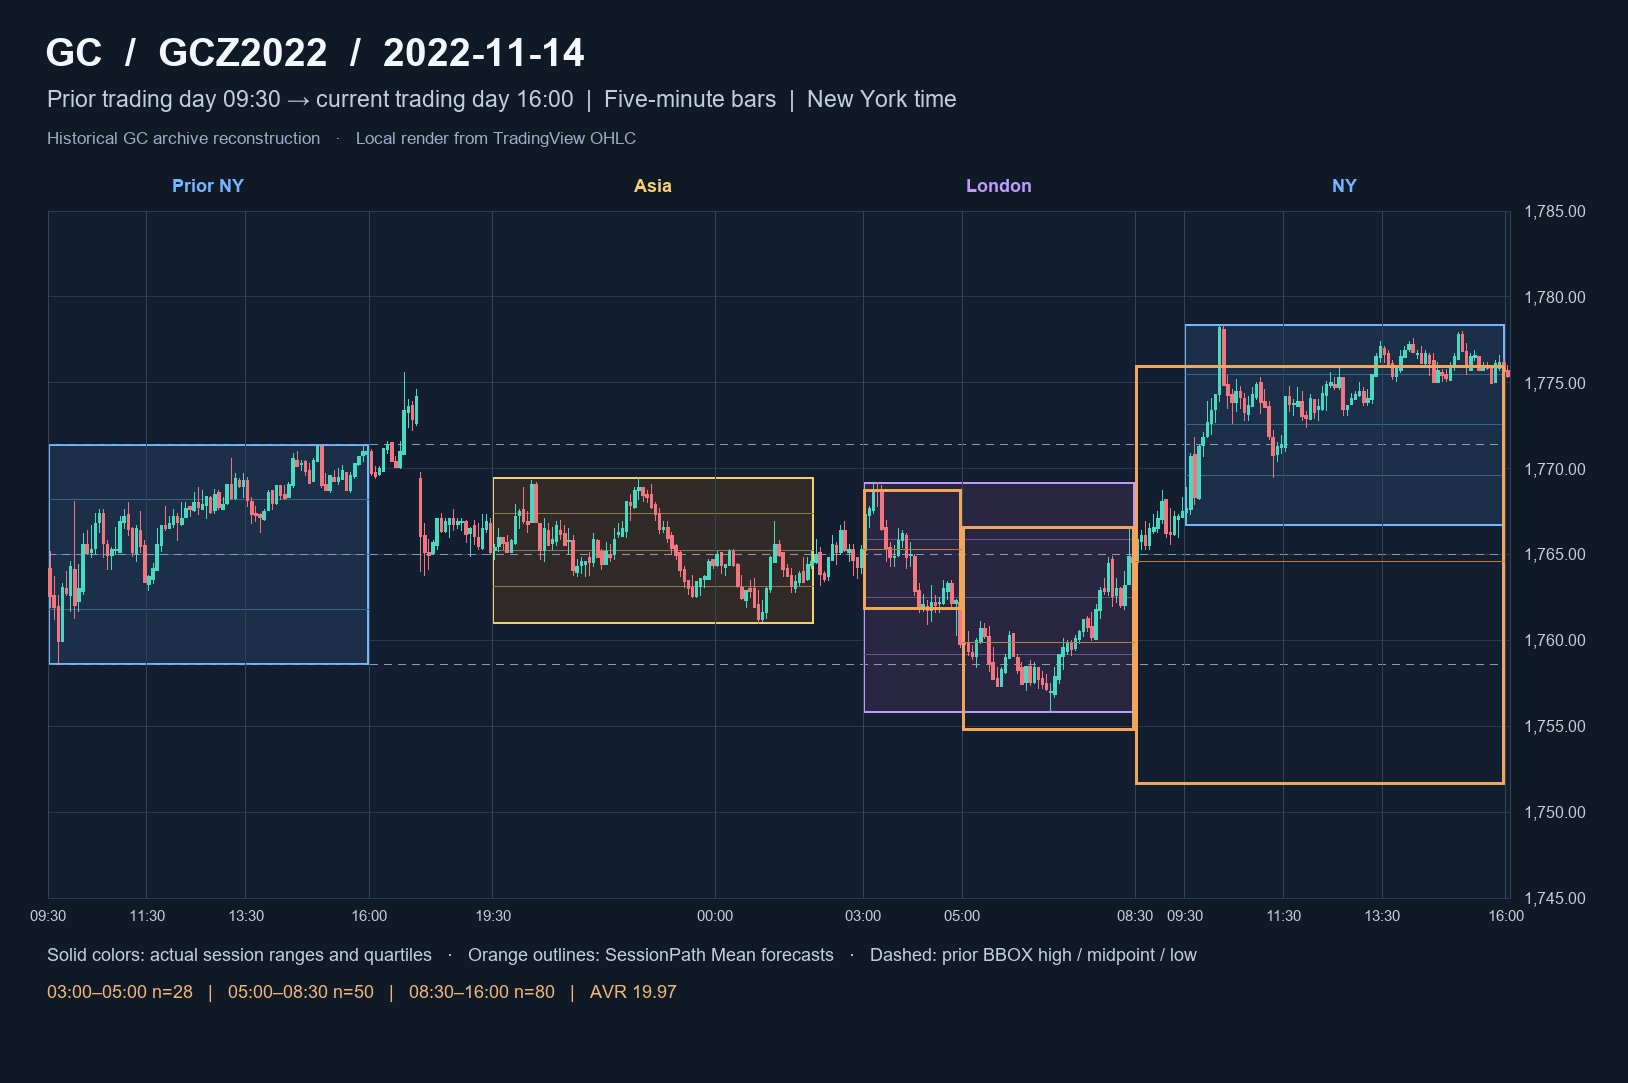 GC / GCZ2022 / 2022-11-14
Prior trading day 09:30 → current trading day 16:00 | Five-minute bars | New York time
Historical GC archive reconstruction · Local render from TradingView OHLC
Prior NY Asia London NY
1,785.00
1,780.00
1,775.00
1,770.00
1,765.00
1,760.00
1,755.00
1,750.00
1,745.00
09:30 11:30 13:30 16:00 19:30 00:00 03:00 05:00 08:30 09:30 11:30 13:30 16:00
Solid colors: actual session ranges and quartiles · Orange outlines: SessionPath Mean forecasts · Dashed: prior BBOX high / midpoint / low
03:00–05:00 n=28 | 05:00–08:30 n=50 | 08:30–16:00 n=80 | AVR 19.97